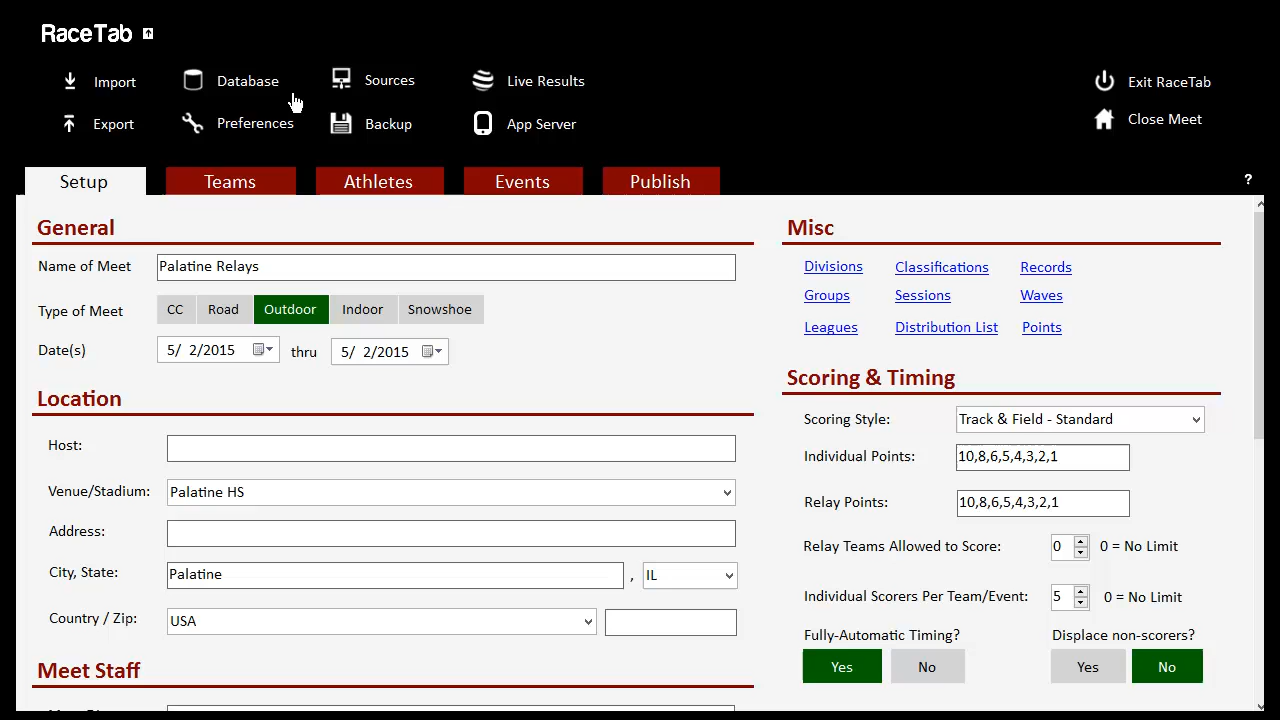 RaceTab
Import
Database
Sources
Live Results
Exit RaceTab
Export
Preferences
Backup
App Server
Close Meet
Setup
Teams
Athletes
Events
Publish
?
General
Name of Meet
Palatine Relays
Type of Meet
CC
Road
Outdoor
Indoor
Snowshoe
Date(s)
5/ 2/2015
thru
5/ 2/2015
Location
Host:
Venue/Stadium:
Palatine HS
Address:
City, State:
Palatine
,
IL
Country / Zip:
USA
Meet Staff
Misc
Divisions
Classifications
Records
Groups
Sessions
Waves
Leagues
Distribution List
Points
Scoring & Timing
Scoring Style:
Track & Field - Standard
Individual Points:
10,8,6,5,4,3,2,1
Relay Points:
10,8,6,5,4,3,2,1
Relay Teams Allowed to Score:
0
0 = No Limit
Individual Scorers Per Team/Event:
5
0 = No Limit
Fully-Automatic Timing?
Displace non-scorers?
Yes
No
Yes
No